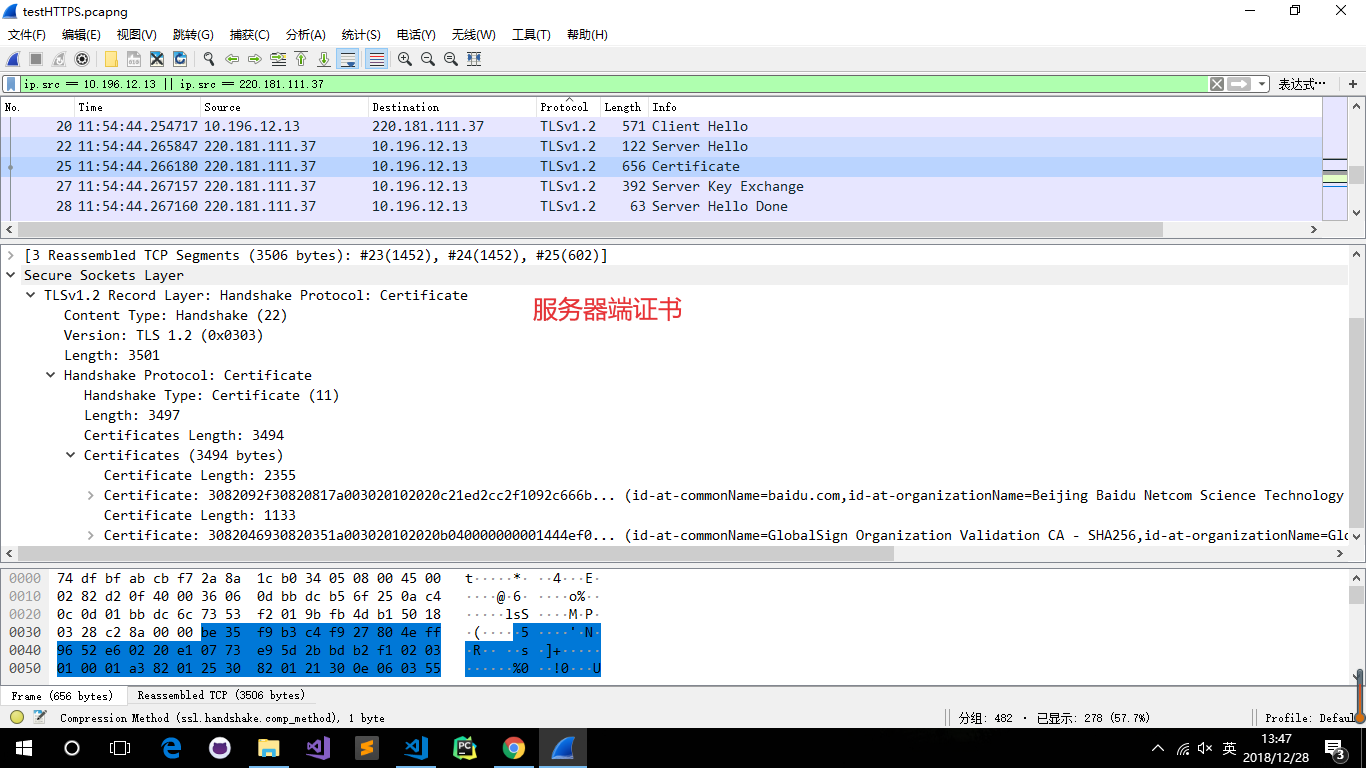 testHTTPS.pcapng
文件(F) 编辑(E) 视图(V) 跳转(G) 捕获(C) 分析(A) 统计(S) 电话(Y) 无线(W) 工具(T) 帮助(H)
ip.src == 10.196.12.13 || ip.src == 220.181.111.37 表达式… +
No. Time Source Destination Protocol Length Info
20 11:54:44.254717 10.196.12.13 220.181.111.37 TLSv1.2 571 Client Hello
22 11:54:44.265847 220.181.111.37 10.196.12.13 TLSv1.2 122 Server Hello
25 11:54:44.266180 220.181.111.37 10.196.12.13 TLSv1.2 656 Certificate
27 11:54:44.267157 220.181.111.37 10.196.12.13 TLSv1.2 392 Server Key Exchange
28 11:54:44.267160 220.181.111.37 10.196.12.13 TLSv1.2 63 Server Hello Done
[3 Reassembled TCP Segments (3506 bytes): #23(1452), #24(1452), #25(602)]
Secure Sockets Layer
TLSv1.2 Record Layer: Handshake Protocol: Certificate
服务器端证书
Content Type: Handshake (22)
Version: TLS 1.2 (0x0303)
Length: 3501
Handshake Protocol: Certificate
Handshake Type: Certificate (11)
Length: 3497
Certificates Length: 3494
Certificates (3494 bytes)
Certificate Length: 2355
Certificate: 3082092f30820817a003020102020c21ed2cc2f1092c666b... (id-at-commonName=baidu.com,id-at-organizationName=Beijing Baidu Netcom Science Technology
Certificate Length: 1133
Certificate: 3082046930820351a003020102020b040000000001444ef0... (id-at-commonName=GlobalSign Organization Validation CA - SHA256,id-at-organizationName=Glo
0000 74 df bf ab cb f7 2a 8a 1c b0 34 05 08 00 45 00 t·····*· ··4···E·
0010 02 82 d2 0f 40 00 36 06 0d bb dc b5 6f 25 0a c4 ····@·6· ····o%··
0020 0c 0d 01 bb dc 6c 73 53 f2 01 9b fb 4d b1 50 18 ·····lsS ····M·P·
0030 03 28 c2 8a 00 00 be 35 f9 b3 c4 f9 27 80 4e ff ·(·····5 ····'·N·
0040 96 52 e6 02 20 e1 07 73 e9 5d 2b bd b2 f1 02 03 ·R·· ··s ·]+·····
0050 01 00 01 a3 82 01 25 30 82 01 21 30 0e 06 03 55 ······%0 ··!0···U
Frame (656 bytes) Reassembled TCP (3506 bytes)
Compression Method (ssl.handshake.comp_method), 1 byte 分组: 482 · 已显示: 278 (57.7%) Profile: Defau
英 13:47
2018/12/28 3